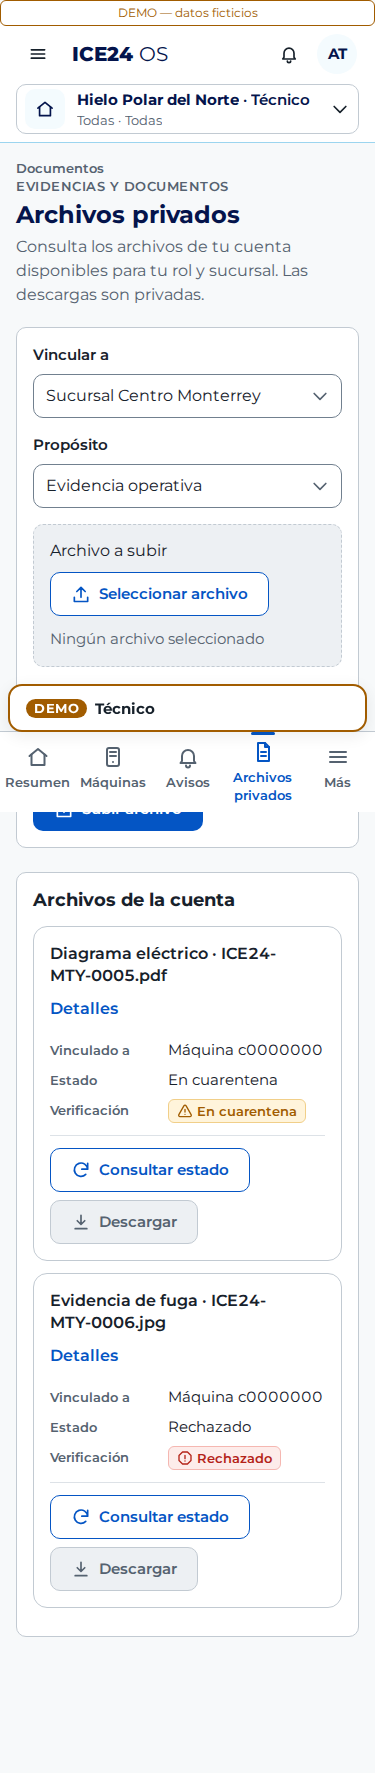 DEMO — datos ficticios
ICE24 OS
AT
Hielo Polar del Norte · Técnico
Todas · Todas
Documentos
EVIDENCIAS Y DOCUMENTOS
Archivos privados
Consulta los archivos de tu cuenta
disponibles para tu rol y sucursal. Las
descargas son privadas.
Vincular a
Sucursal Centro Monterrey
Propósito
Evidencia operativa
Archivo a subir
Seleccionar archivo
Ningún archivo seleccionado
DEMO Técnico
Resumen
Máquinas
Avisos
Archivos
privados
Más
Archivos de la cuenta
Diagrama eléctrico · ICE24-
MTY-0005.pdf
Detalles
Vinculado a Máquina c0000000
Estado En cuarentena
Verificación En cuarentena
Consultar estado
Descargar
Evidencia de fuga · ICE24-
MTY-0006.jpg
Detalles
Vinculado a Máquina c0000000
Estado Rechazado
Verificación Rechazado
Consultar estado
Descargar